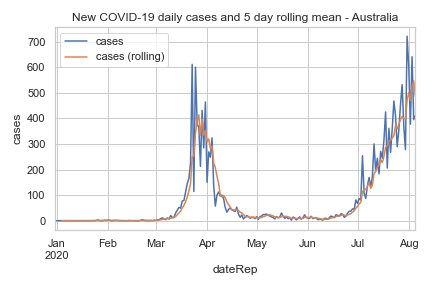 New COVID-19 daily cases and 5 day rolling mean - Australia
cases
cases (rolling)
700
600
500
400
300
200
100
0
cases
Jan Feb Mar Apr May Jun Jul Aug
2020
dateRep